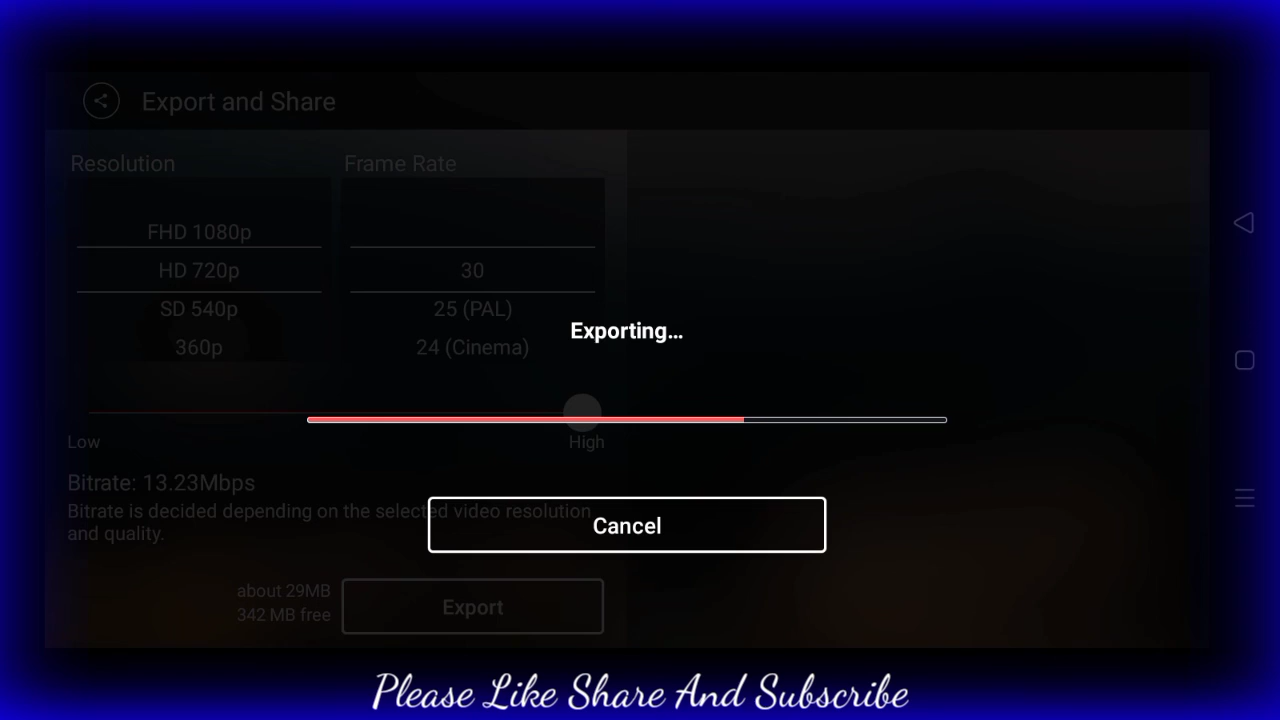 Export and Share
Resolution
Frame Rate
FHD 1080p
HD 720p
SD 540p
360p
30
25 (PAL)
24 (Cinema)
Exporting...
Low
High
Bitrate: 13.23Mbps
Bitrate is decided depending on the selected video resolution
and quality.
Cancel
about 29MB
342 MB free
Export
Please Like Share And Subscribe